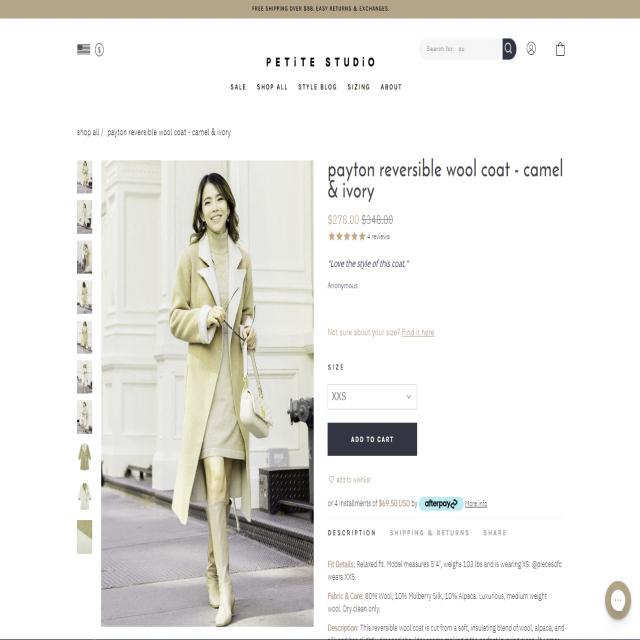 FREE SHIPPING OVER $98. EASY RETURNS & EXCHANGES.
$
Search for: pu
PETiTE STUDiO
SALE SHOP ALL STYLE BLOG SIZING ABOUT
shop all / payton reversible wool coat - camel & ivory
payton reversible wool coat - camel
& ivory
$278.00 $348.00
4 reviews
"Love the style of this coat."
Anonymous
Not sure about your size? Find it here
SIZE
XXS
ADD TO CART
add to wishlist
or 4 installments of $69.50 USD by afterpay More info
DESCRIPTION SHIPPING & RETURNS SHARE
Fit Details: Relaxed fit. Model measures 5'4", weighs 103 lbs and is wearing XS. @piecesofc
wears XXS.
Fabric & Care: 80% Wool, 10% Mulberry Silk, 10% Alpaca. Luxurious, medium weight
wool. Dry clean only.
Description: This reversible wool coat is cut from a soft, insulating blend of wool, alpaca, and